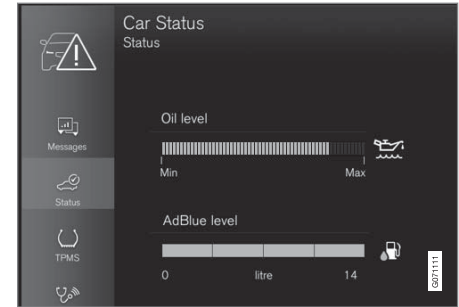 Car Status
Status
Messages
Status
TPMS
Oil level
Min Max
AdBlue level
0 litre 14
G071111